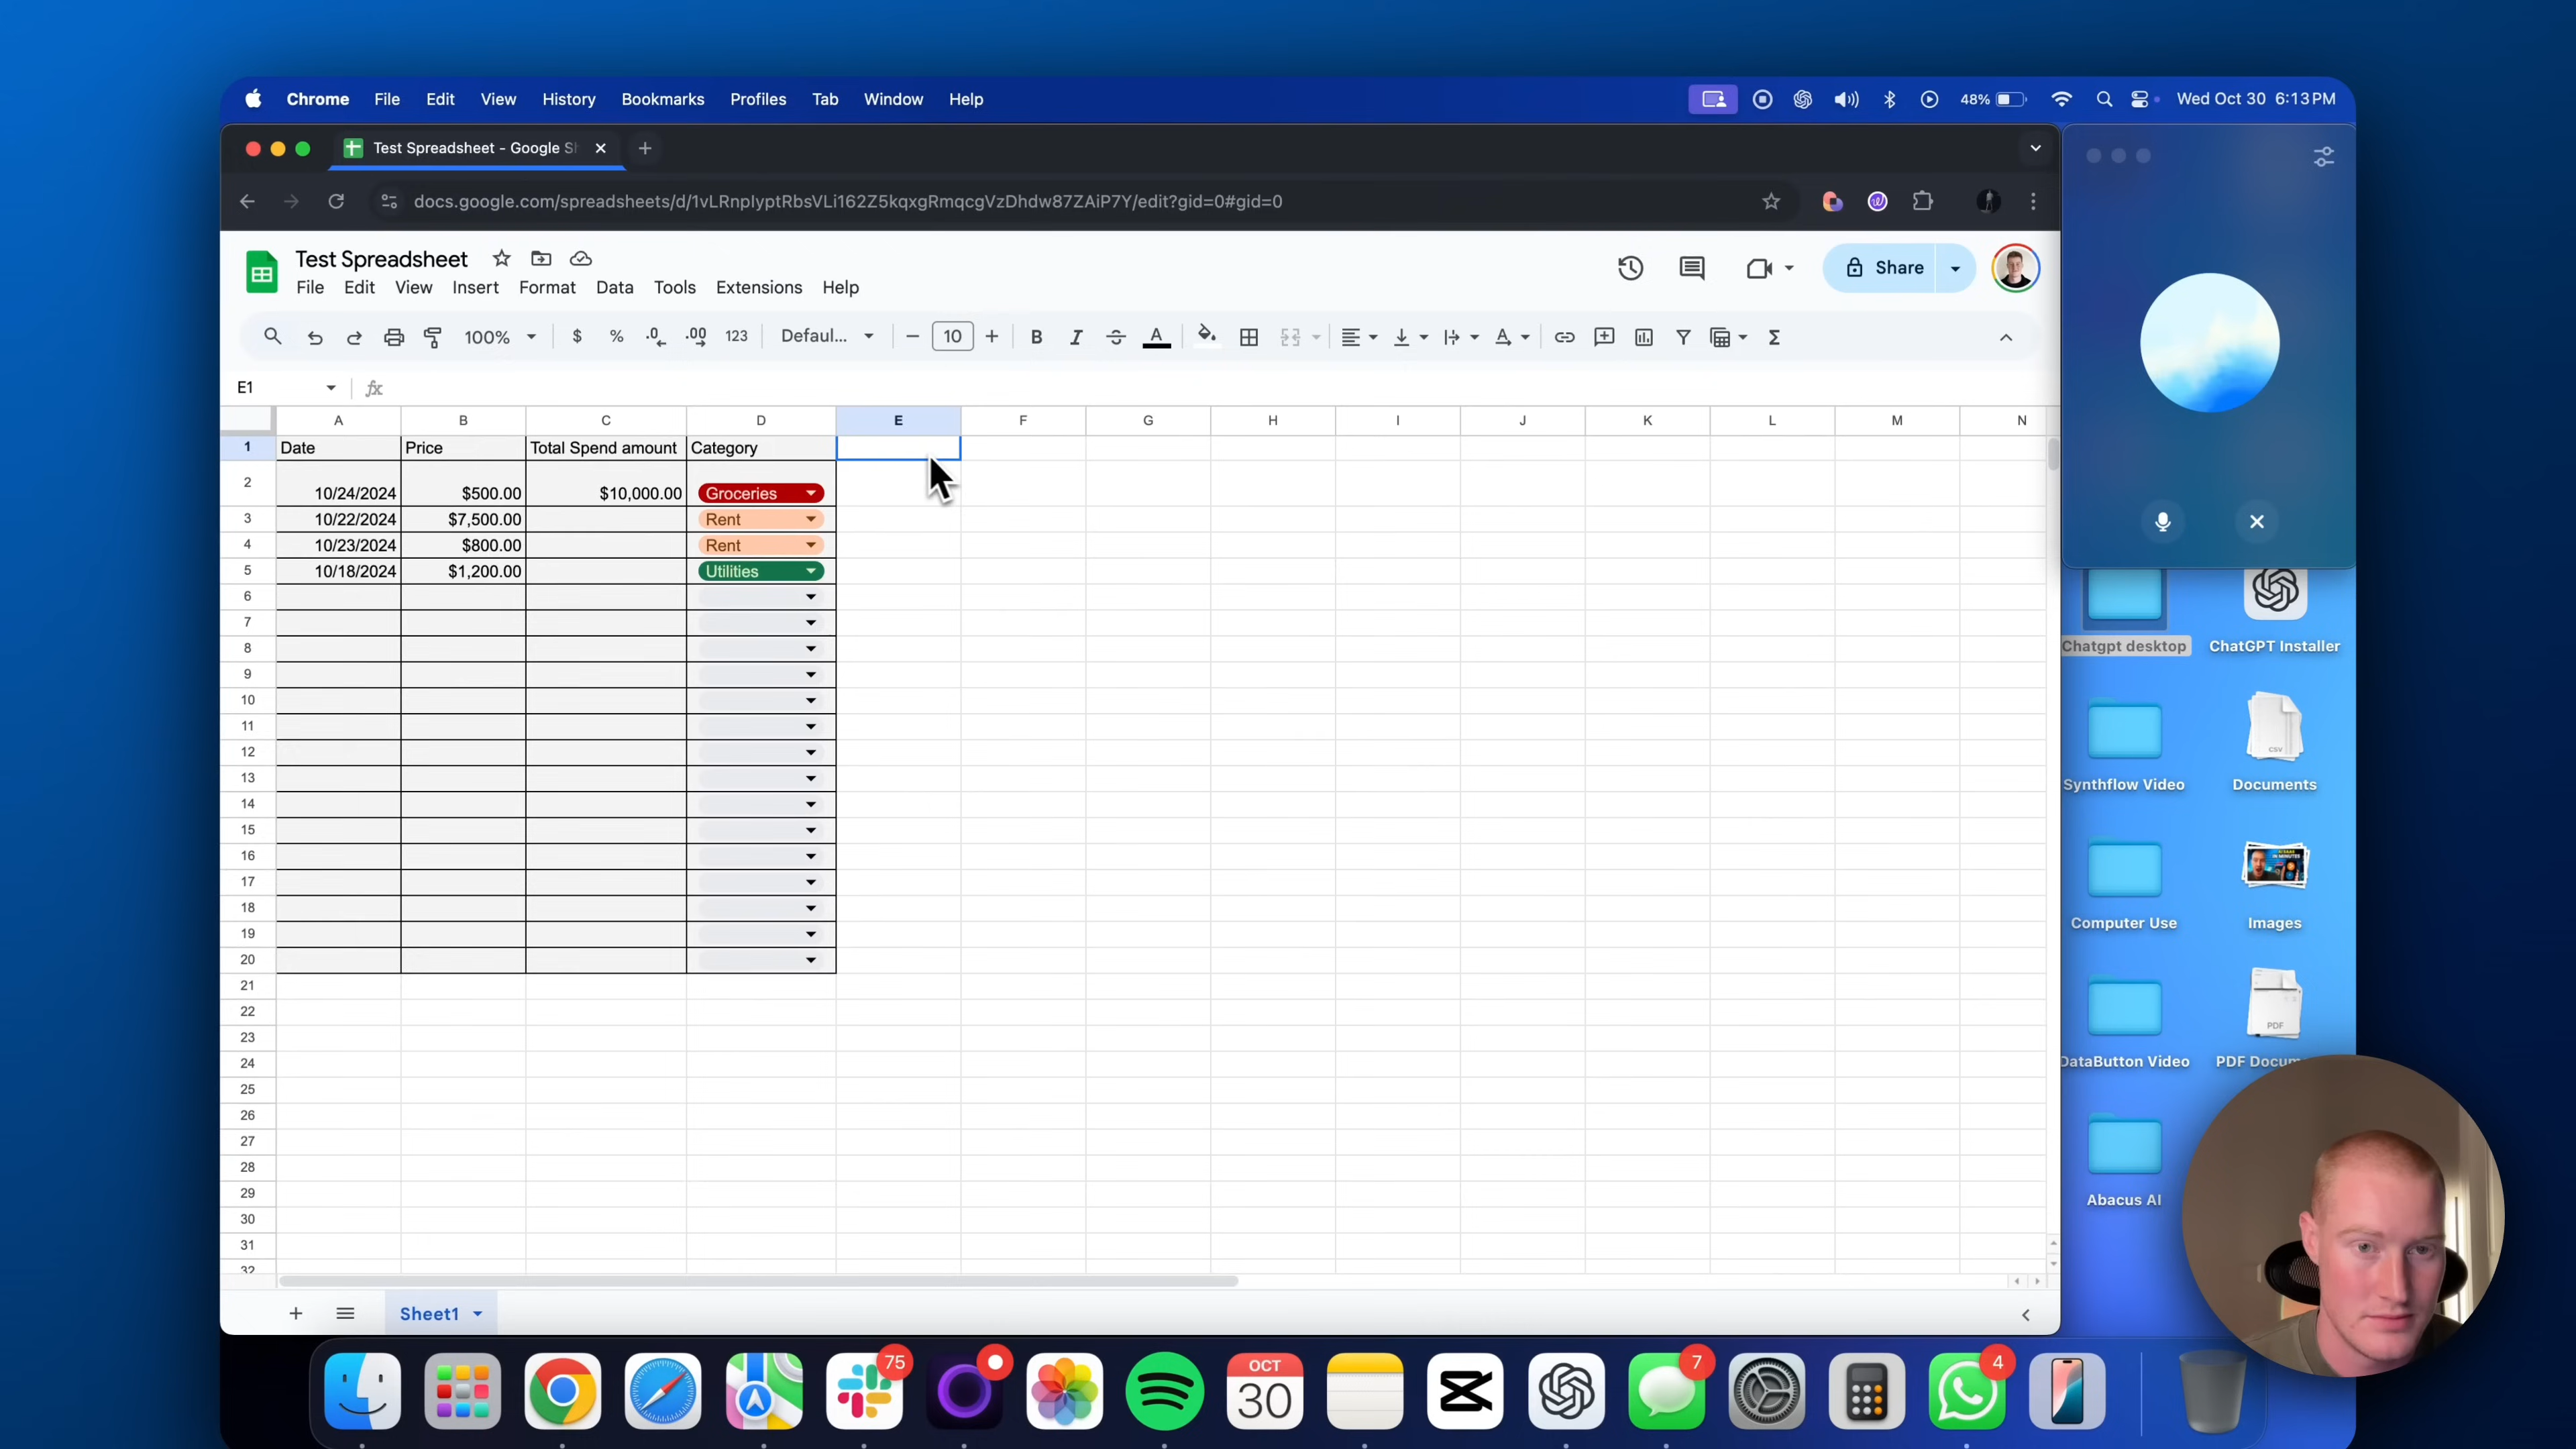 Chrome File Edit View History Bookmarks Profiles Tab Window Help 48% Wed Oct 30 6:13 PM
Test Spreadsheet - Google Sh
docs.google.com/spreadsheets/d/1vLRnpIyptRbsVLi162Z5kqxgRmqcgVzDhdw87ZAiP7Y/edit?gid=0#gid=0
Test Spreadsheet
Share
File Edit View Insert Format Data Tools Extensions Help
100% $ % .0 .00 123 Defaul... 10 B I S A
E1 fx
A B C D E F G H I J K L M N
1 Date Price Total Spend amount Category
2 10/24/2024 $500.00 $10,000.00 Groceries
3 10/22/2024 $7,500.00 Rent
4 10/23/2024 $800.00 Rent
5 10/18/2024 $1,200.00 Utilities
6
7
8
9
10
11
12
13
14
15
16
17
18
19
20
21
22
23
24
25
26
27
28
29
30
31
32
Sheet1
Chatgpt desktop
ChatGPT Installer
CSV
Synthflow Video
Documents
Computer Use
Images
PDF
DataButton Video
PDF Docum
Abacus AI
75
OCT
30
7
4